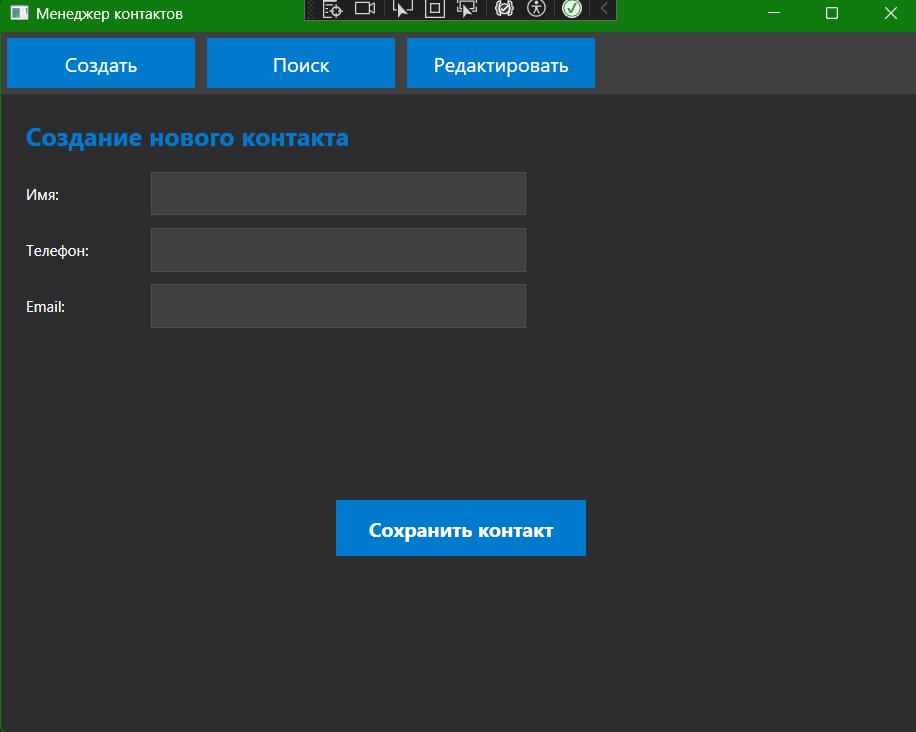 Менеджер контактов
Создать Поиск Редактировать
Создание нового контакта
Имя:
Телефон:
Email:
Сохранить контакт